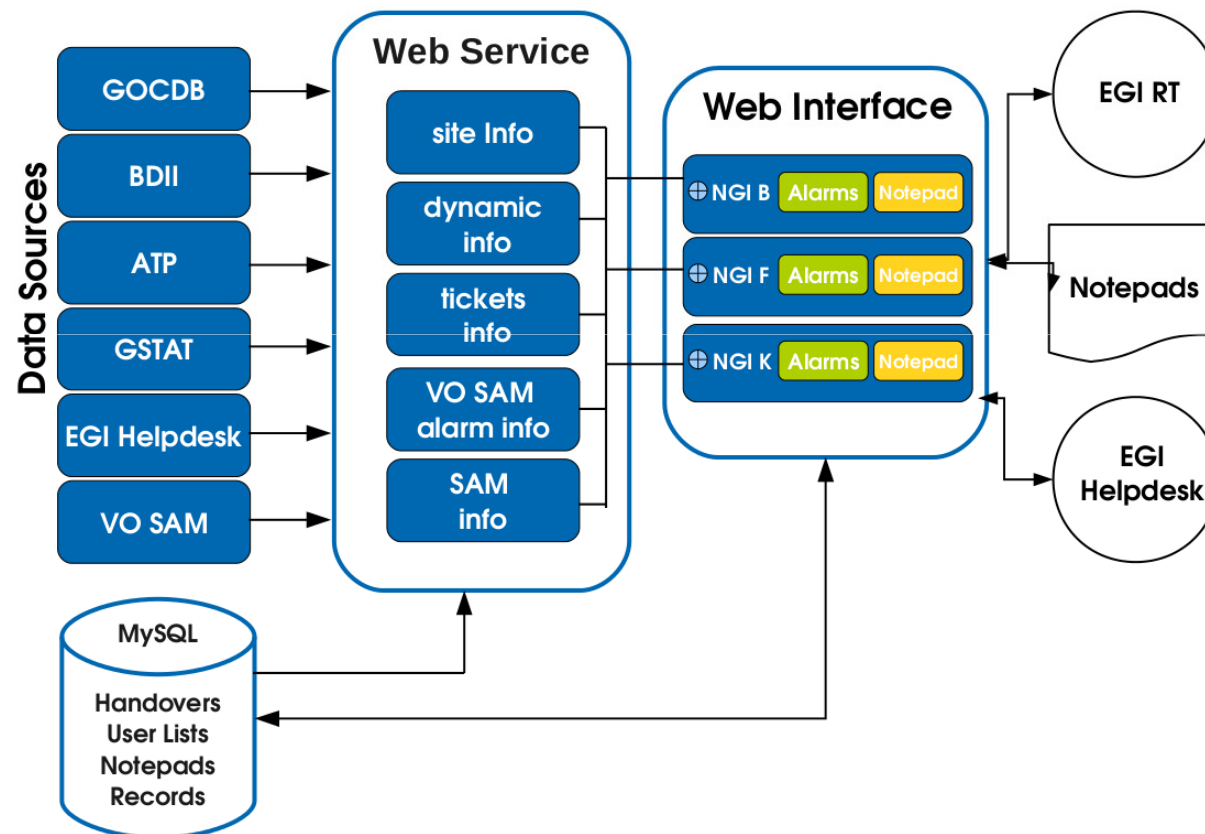 Data Sources
GOCDB
BDII
ATP
GSTAT
EGI Helpdesk
VO SAM
Web Service
site Info
dynamic
info
tickets
info
VO SAM
alarm info
SAM
info
Web Interface
NGI B Alarms Notepad
NGI F Alarms Notepad
NGI K Alarms Notepad
EGI RT
Notepads
EGI
Helpdesk
MySQL
Handovers
User Lists
Notepads
Records